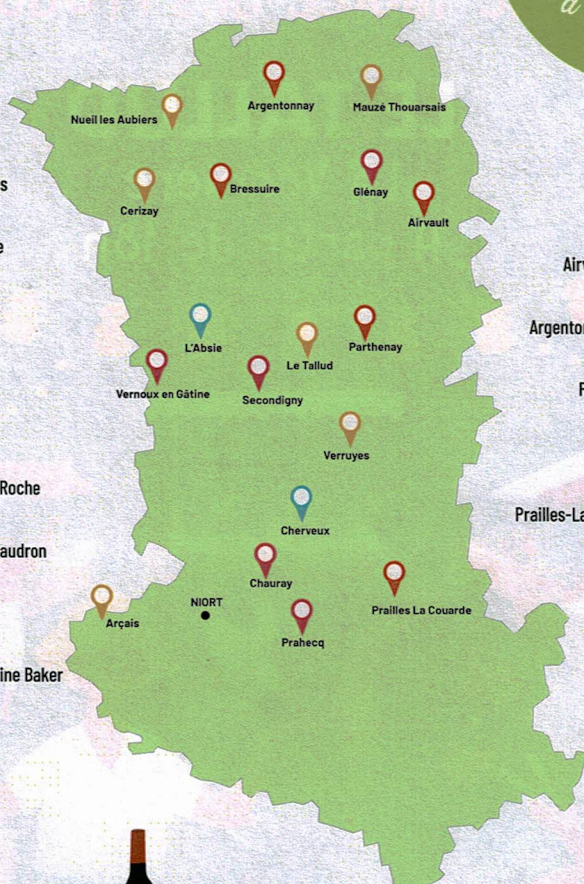 à
Argentonnay
Mauzé Thouarsais
Nueil les Aubiers
s
Bressuire
Glénay
Cerizay
Airvault
e
Airv
Argenton
L'Absie
Parthenay
Le Tallud
Vernoux en Gâtine
Secondigny
Verruyes
Roche
Prailles-La
Cherveux
audron
Chauray
NIORT
Prailles La Couarde
Arçais
Prahecq
ine Baker